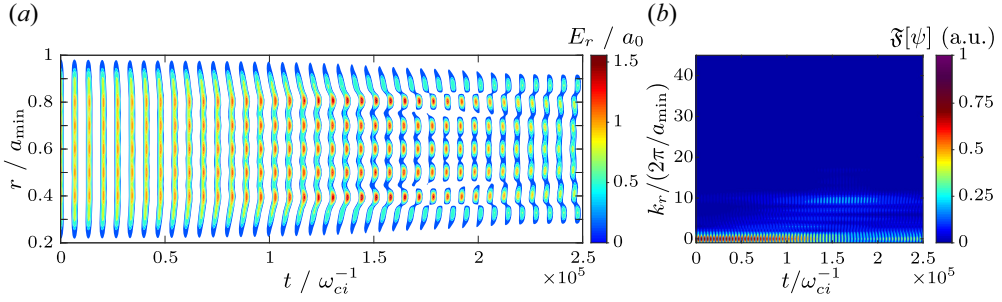 (a)
E_r / a_0
1
0.8
0.6
0.4
0.2
r / a_min
0 0.5 1 1.5 2 2.5
×10^5
t / ω_ci^-1
1.5
1
0.5
0
(b)
𝔉[ψ] (a.u.)
40
30
20
10
0
k_r/(2π/a_min)
0 0.5 1 1.5 2 2.5
×10^5
t/ω_ci^-1
1
0.75
0.5
0.25
0